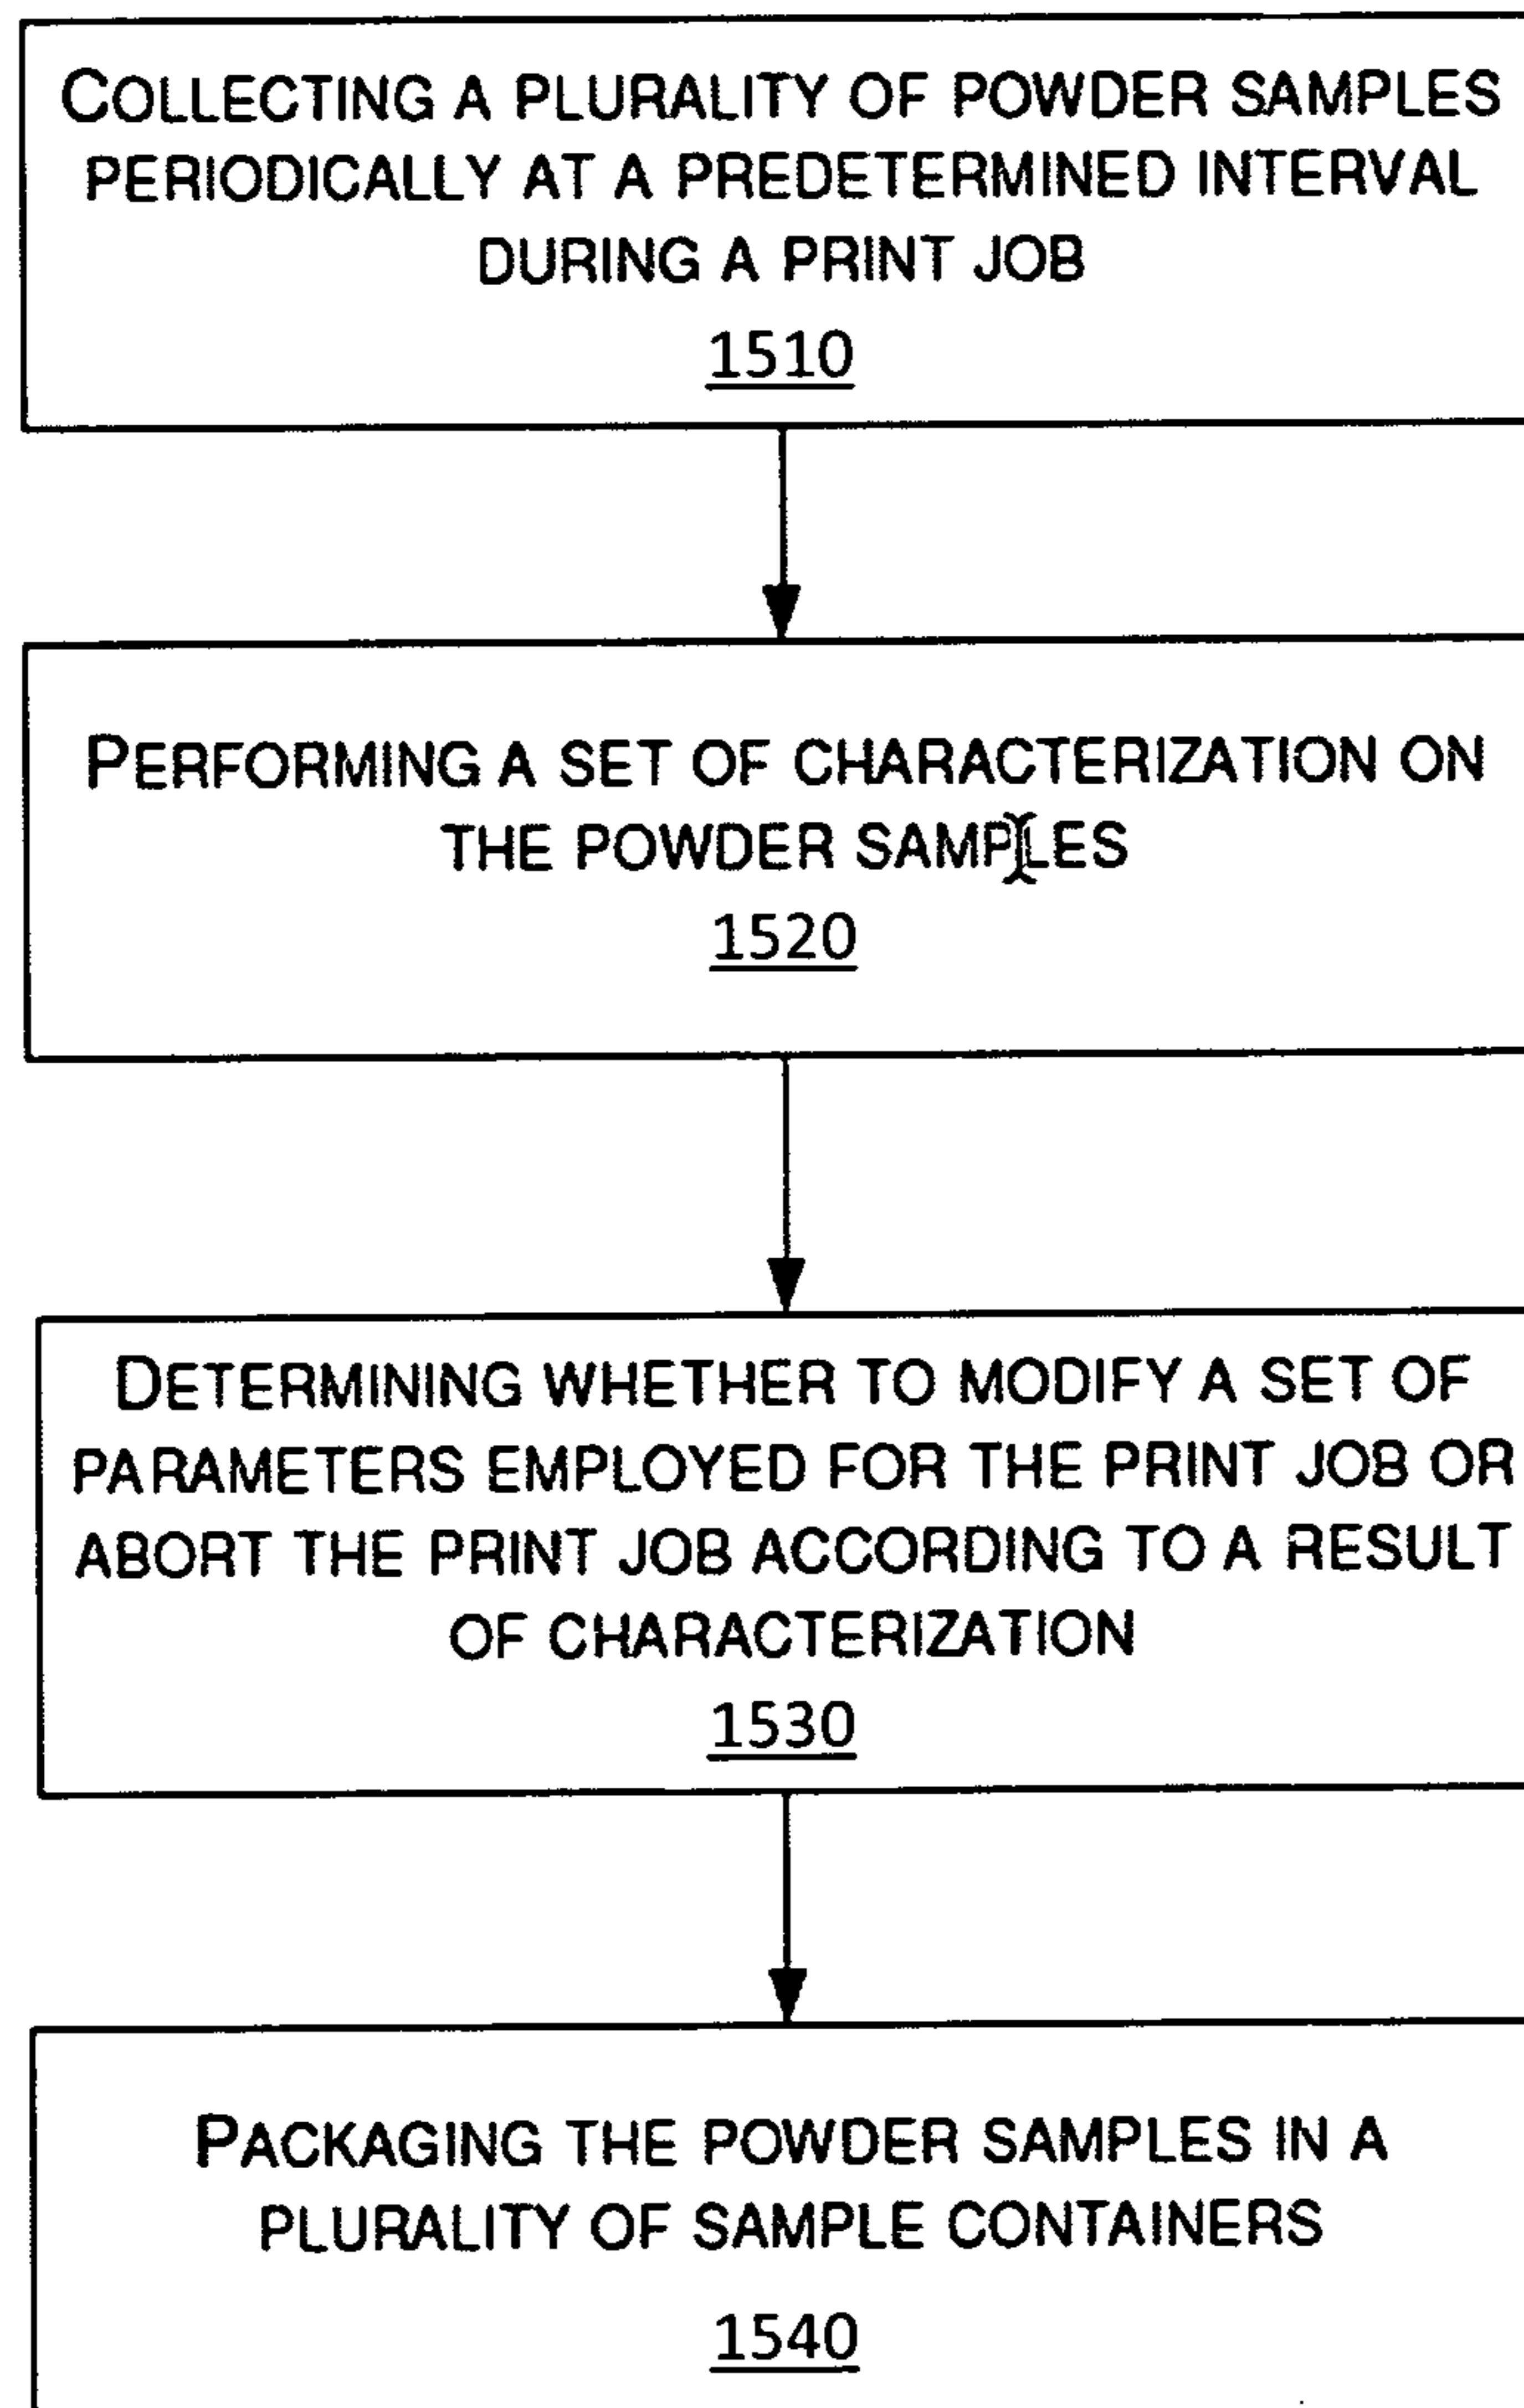 COLLECTING A PLURALITY OF POWDER SAMPLES
PERIODICALLY AT A PREDETERMINED INTERVAL
DURING A PRINT JOB
1510
PERFORMING A SET OF CHARACTERIZATION ON
THE POWDER SAMPLES
1520
DETERMINING WHETHER TO MODIFY A SET OF
PARAMETERS EMPLOYED FOR THE PRINT JOB OR
ABORT THE PRINT JOB ACCORDING TO A RESULT
OF CHARACTERIZATION
1530
PACKAGING THE POWDER SAMPLES IN A
PLURALITY OF SAMPLE CONTAINERS
1540